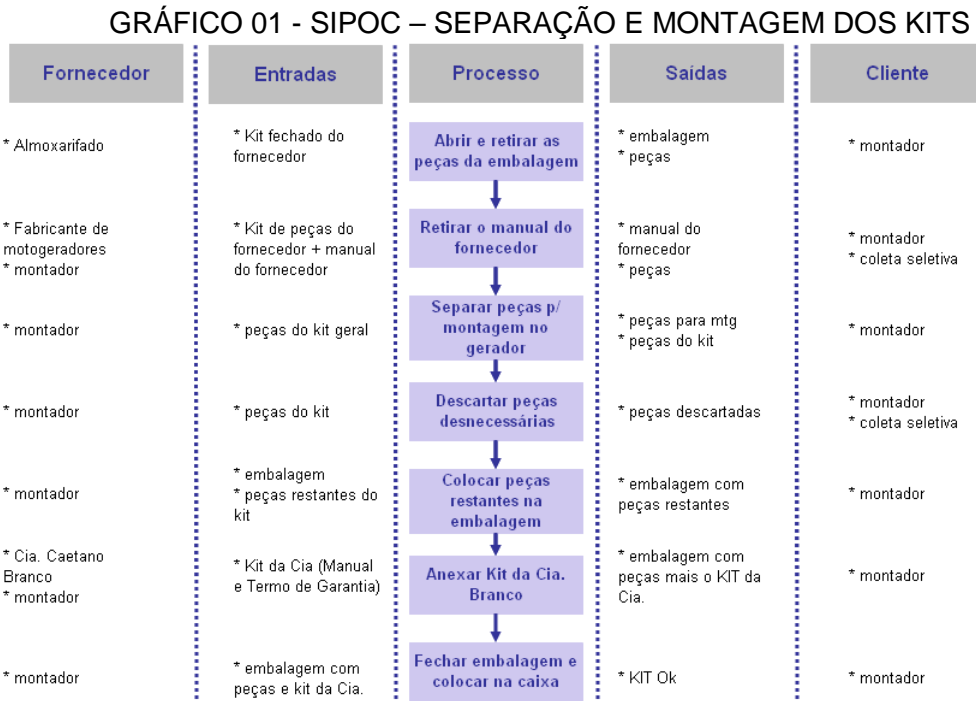 GRÁFICO 01 - SIPOC – SEPARAÇÃO E MONTAGEM DOS KITS
Fornecedor
Entradas
Processo
Saídas
Cliente
* Almoxarifado
* Kit fechado do
fornecedor
Abrir e retirar as
peças da embalagem
* embalagem
* peças
* montador
* Fabricante de
motogeradores
* montador
* Kit de peças do
fornecedor + manual
do fornecedor
Retirar o manual do
fornecedor
* manual do
fornecedor
* peças
* montador
* coleta seletiva
* montador
* peças do kit geral
Separar peças p/
montagem no
gerador
* peças para mtg
* peças do kit
* montador
* montador
* peças do kit
Descartar peças
desnecessárias
* peças descartadas
* montador
* coleta seletiva
* montador
* embalagem
* peças restantes do
kit
Colocar peças
restantes na
embalagem
* embalagem com
peças restantes
* montador
* Cia. Caetano
Branco
* montador
* Kit da Cia (Manual
e Termo de Garantia)
Anexar Kit da Cia.
Branco
* embalagem com
peças mais o KIT da
Cia.
* montador
* montador
* embalagem com
peças e kit da Cia.
Fechar embalagem e
colocar na caixa
* KIT Ok
* montador